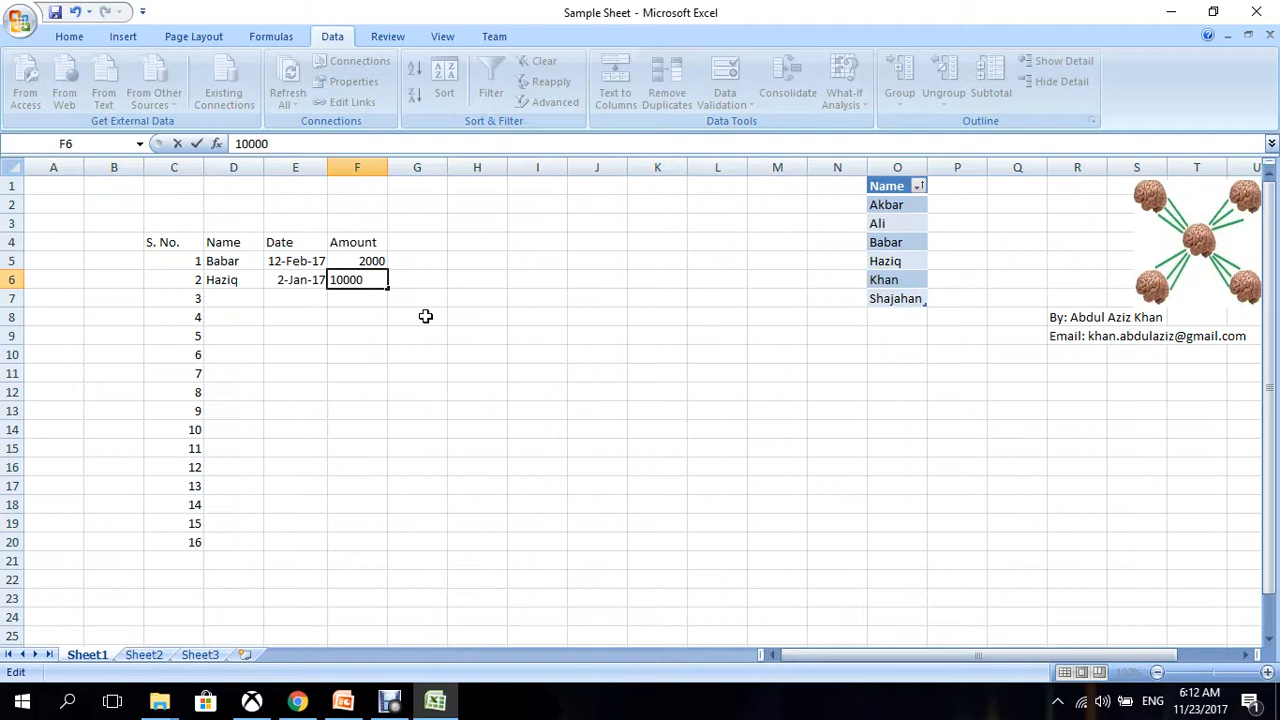 Sample Sheet - Microsoft Excel
Home Insert Page Layout Formulas Data Review View Team
From Access
From Web
From Text
From Other Sources
Existing Connections
Get External Data
Refresh All
Connections
Properties
Edit Links
Connections
Sort
Filter
Clear
Reapply
Advanced
Sort & Filter
Text to Columns
Remove Duplicates
Data Validation
Consolidate
What-If Analysis
Data Tools
Group
Ungroup
Subtotal
Show Detail
Hide Detail
Outline
F6 fx 10000
A B C D E F G H I J K L M N O P Q R S T U
1 Name
2 Akbar
3 Ali
4 S. No. Name Date Amount Babar
5 1 Babar 12-Feb-17 2000 Haziq
6 2 Haziq 2-Jan-17 10000 Khan
7 3 Shajahan
8 4 By: Abdul Aziz Khan
9 5 Email: khan.abdulaziz@gmail.com
10 6
11 7
12 8
13 9
14 10
15 11
16 12
17 13
18 14
19 15
20 16
21
22
23
24
25
Sheet1 Sheet2 Sheet3
Edit 100%
ENG 6:12 AM
11/23/2017 1